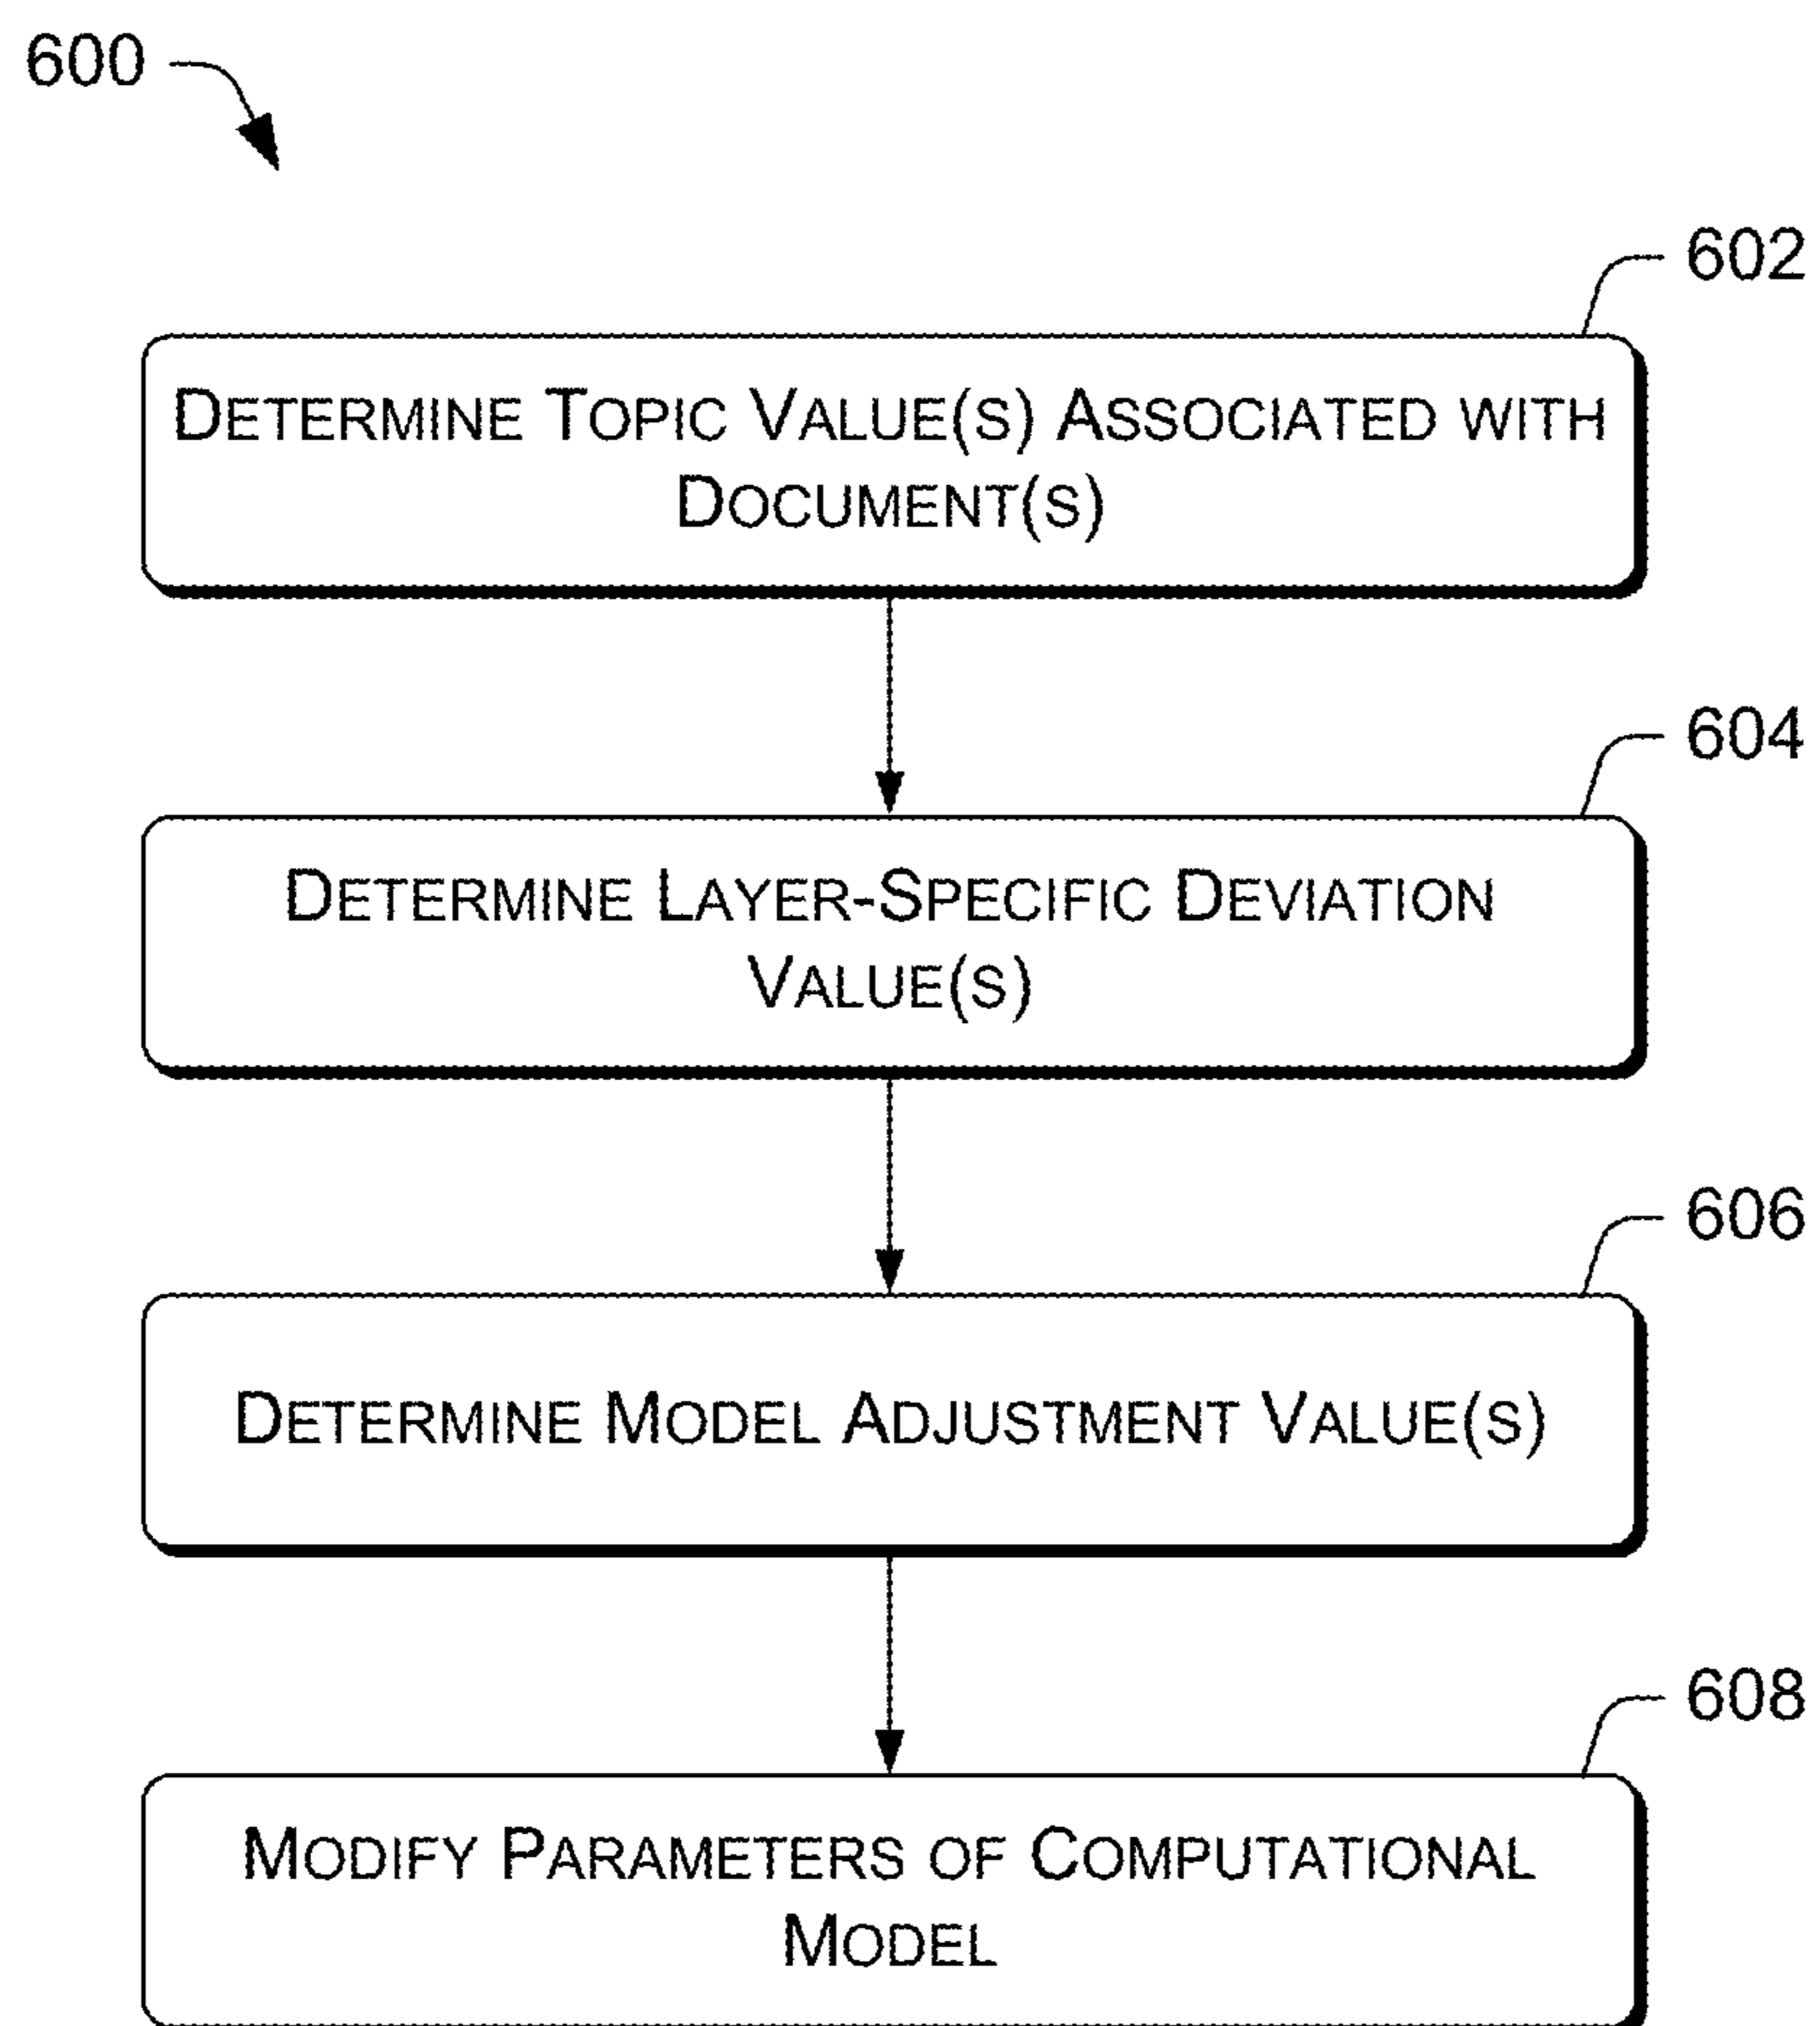 600
602
DETERMINE TOPIC VALUE(S) ASSOCIATED WITH
DOCUMENT(S)
604
DETERMINE LAYER-SPECIFIC DEVIATION
VALUE(S)
606
DETERMINE MODEL ADJUSTMENT VALUE(S)
608
MODIFY PARAMETERS OF COMPUTATIONAL
MODEL